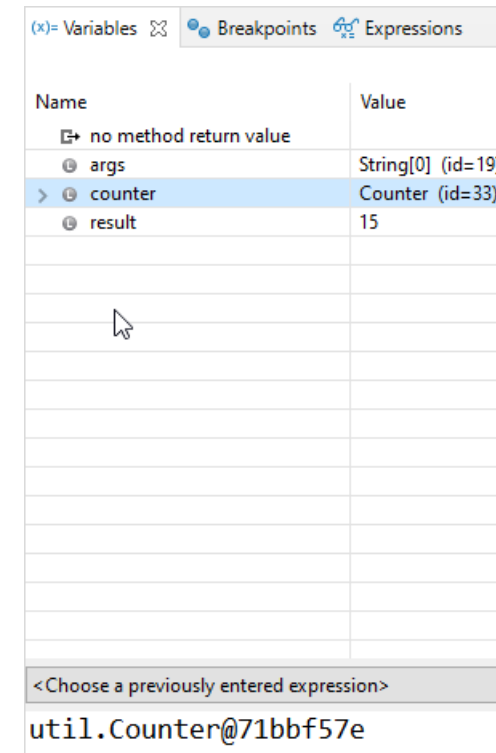 (x)= Variables Breakpoints Expressions
Name Value
no method return value
args String[0] (id=19)
counter Counter (id=33)
result 15
<Choose a previously entered expression>
util.Counter@71bbf57e